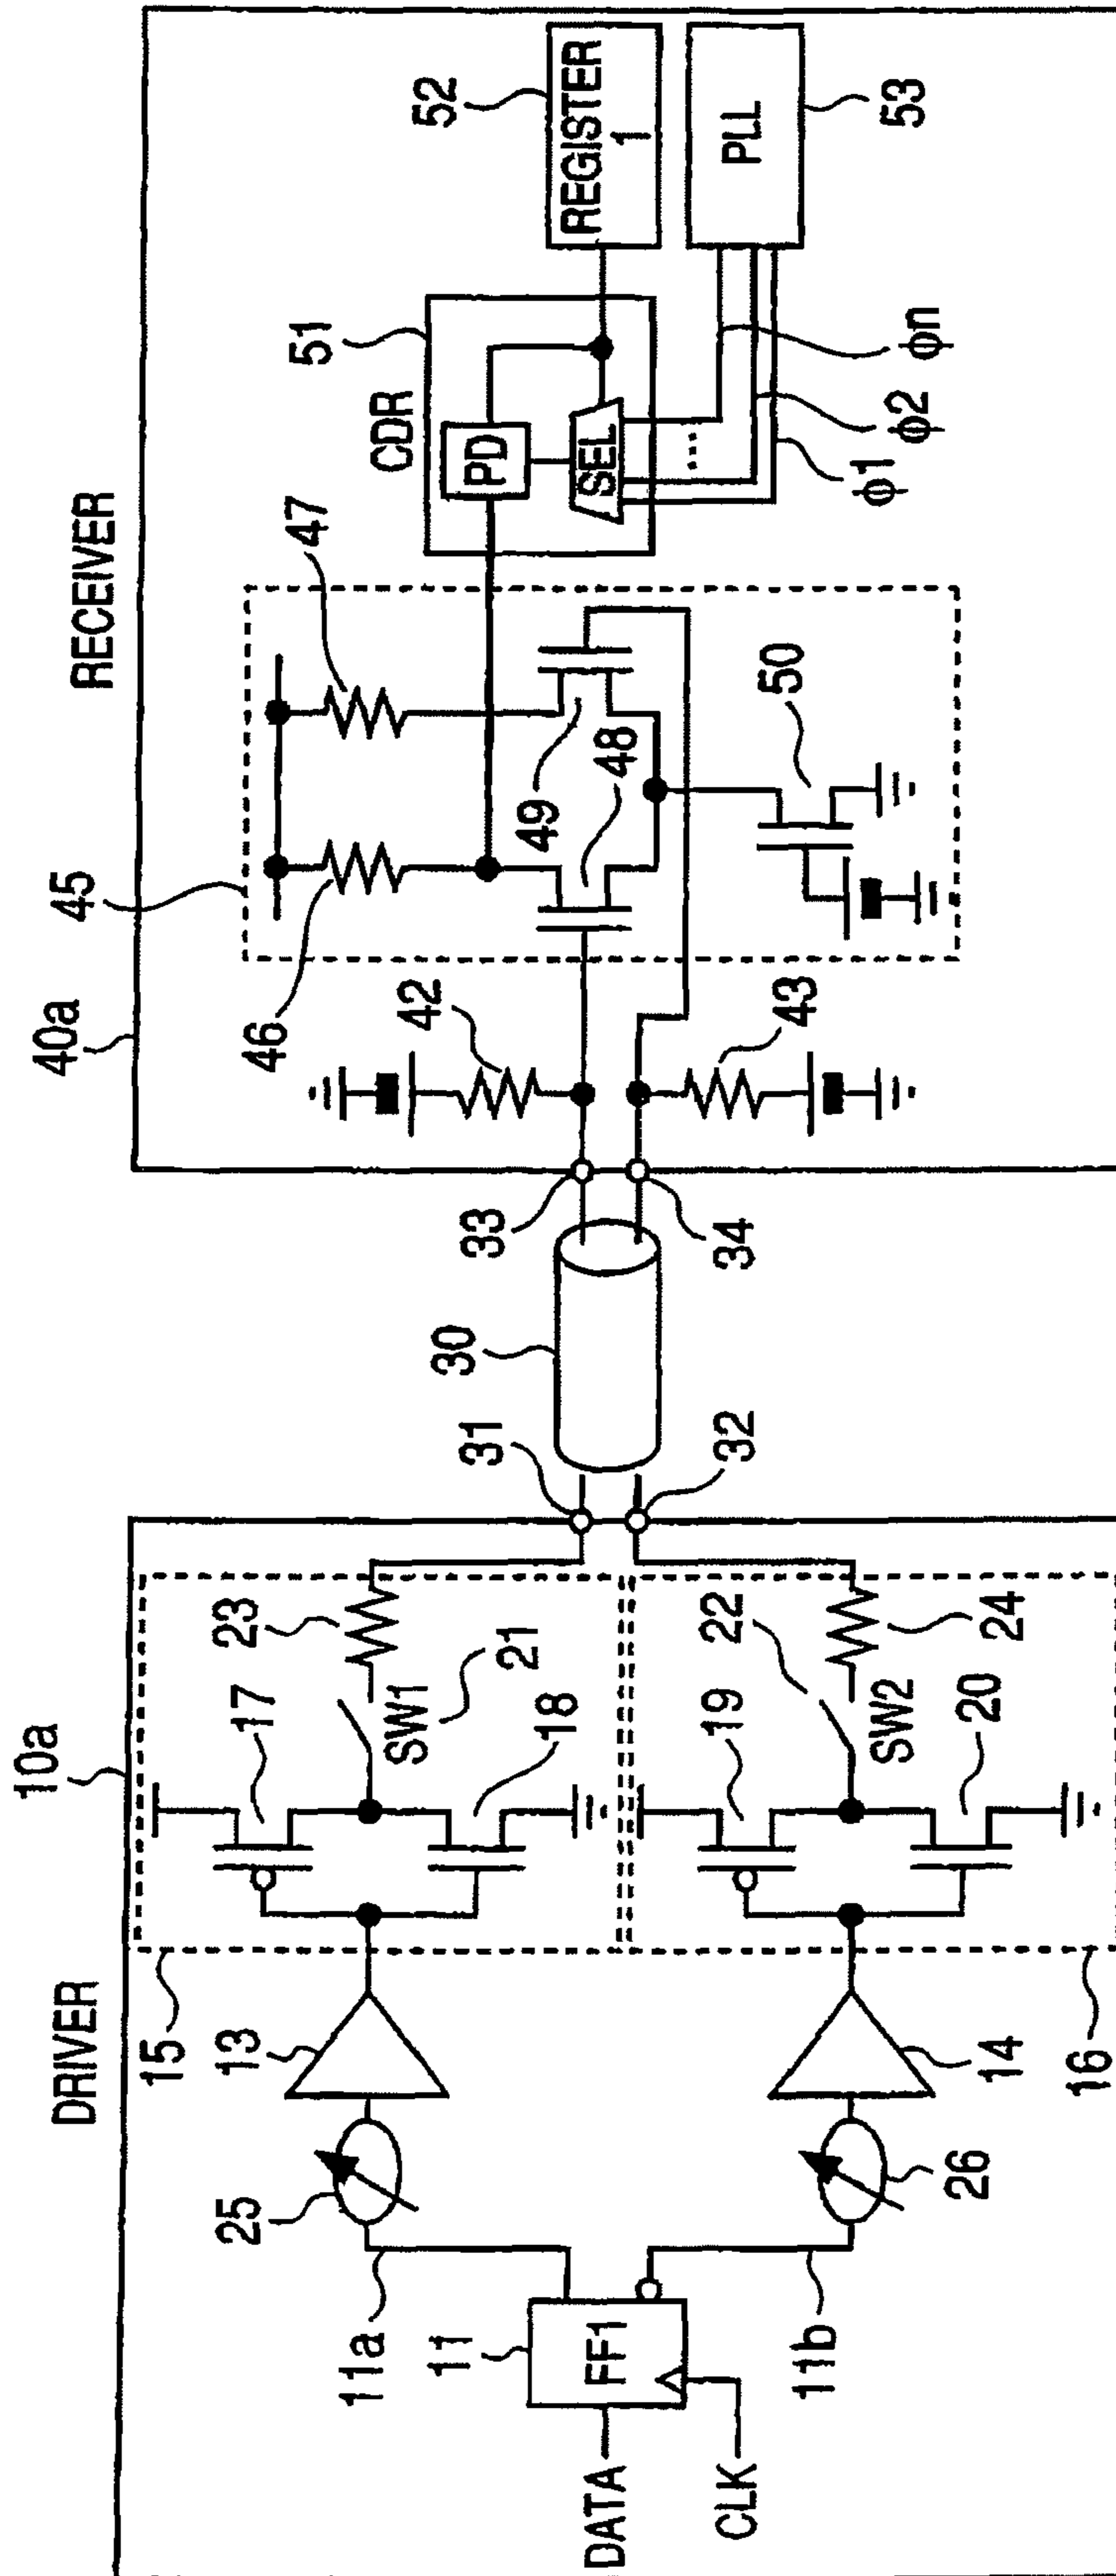 DRIVER
10a
15
13
25
11a
11
FF1
DATA
CLK
11b
26
14
16
17
18
SW1
21
23
19
20
SW2
22
24
31
32
30
33
34
RECEIVER
40a
45
42
43
46
47
49
48
50
CDR
51
PD
SEL
REGISTER
1
52
PLL
53
...
ϕ1
ϕ2
ϕn